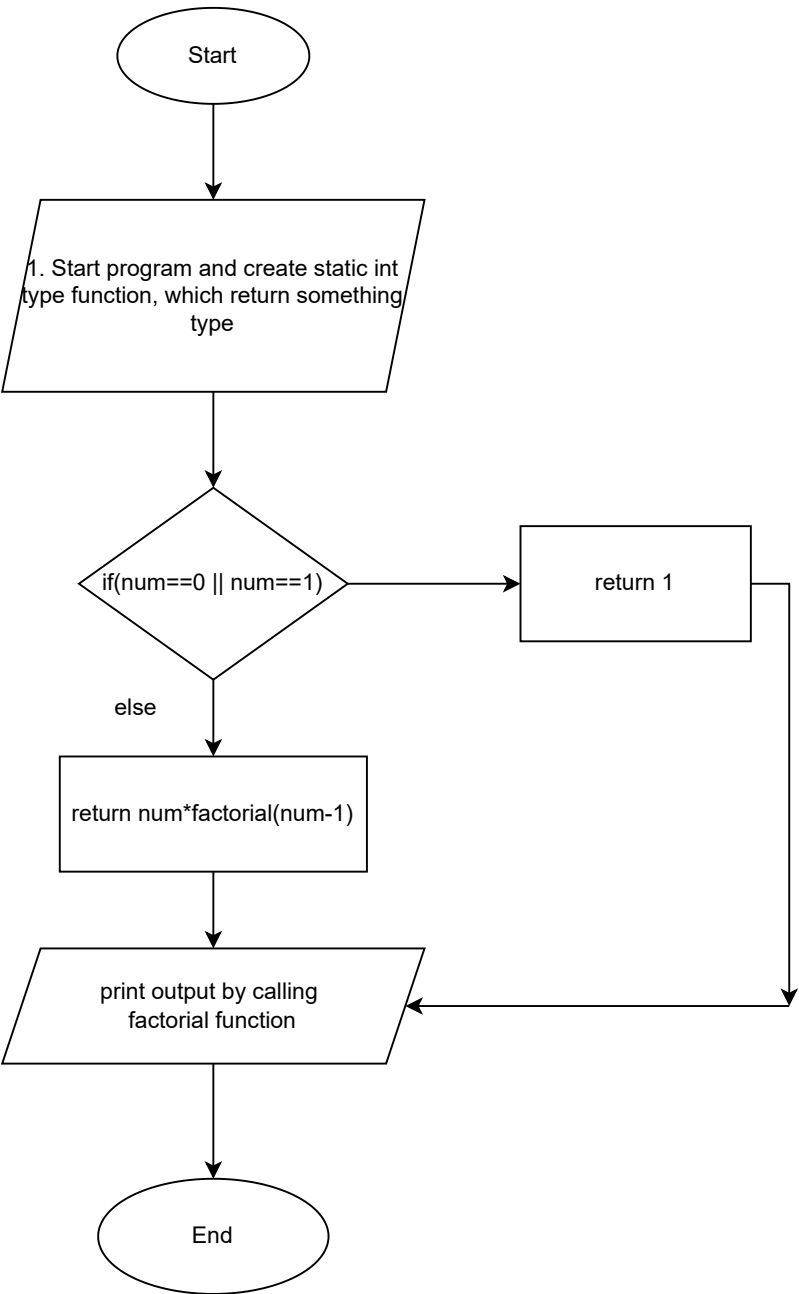 Start
1. Start program and create static int
type function, which return something
type
if(num==0 || num==1)
return 1
else
return num*factorial(num-1)
print output by calling
factorial function
End